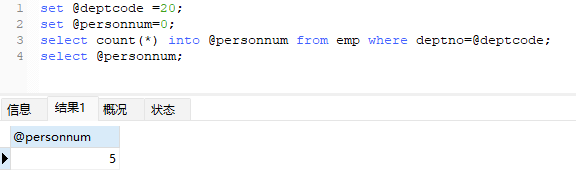 1 set @deptcode =20;
2 set @personnum=0;
3 select count(*) into @personnum from emp where deptno=@deptcode;
4 select @personnum;
信息 结果1 概况 状态
@personnum
5